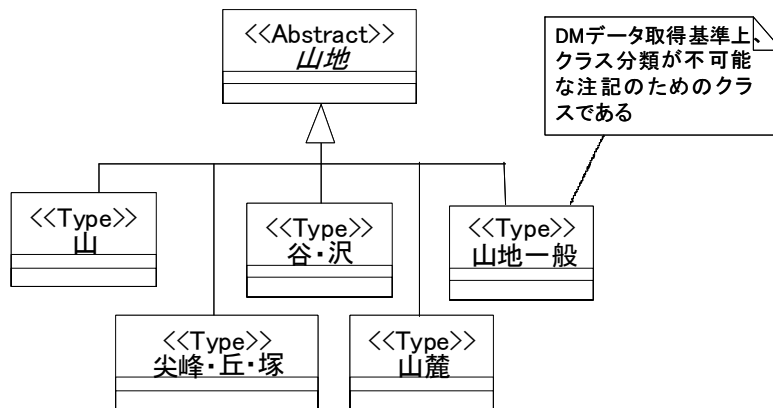 <<Abstract>>
山地
DMデータ取得基準上、
クラス分類が不可能
な注記のためのクラ
スである
<<Type>>
山
<<Type>>
谷・沢
<<Type>>
山地一般
<<Type>>
尖峰・丘・塚
<<Type>>
山麓